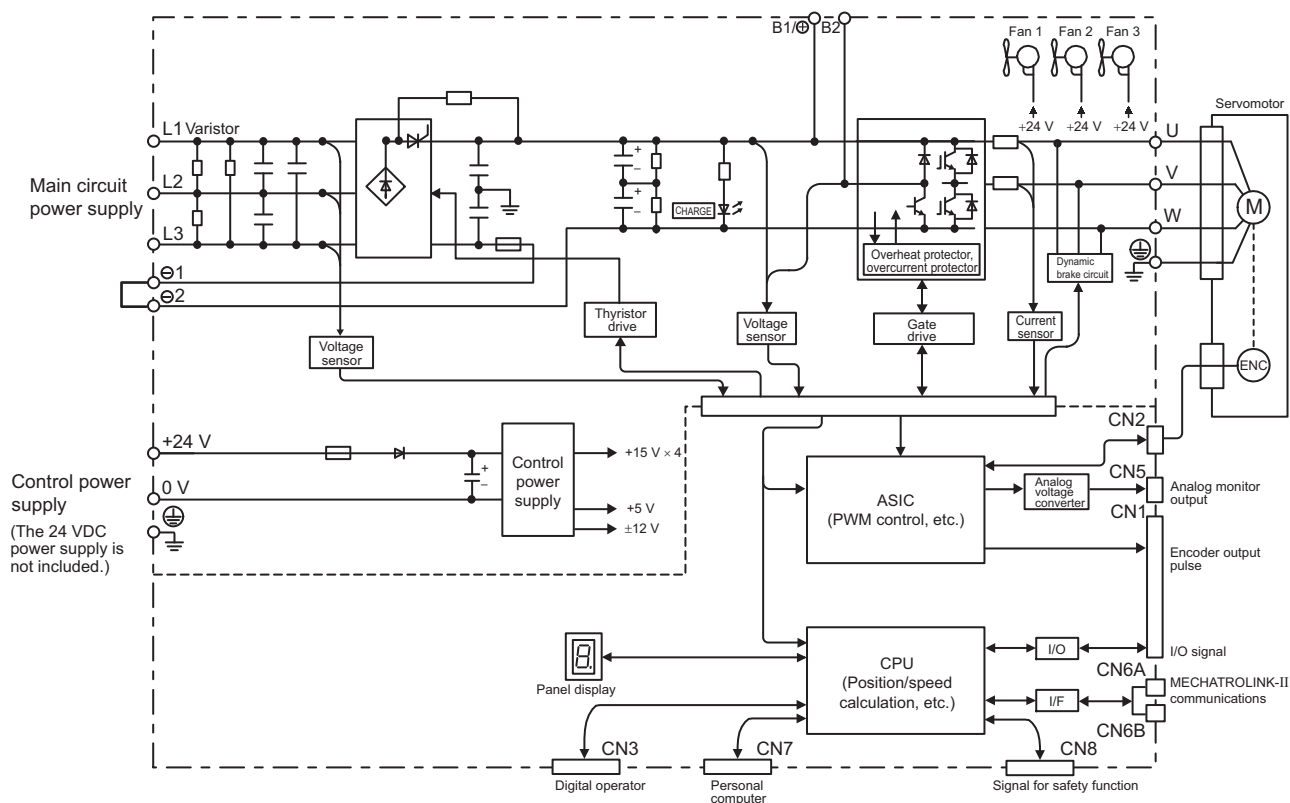 B1/⊕ B2
Fan 1 Fan 2 Fan 3
+24 V +24 V +24 V
Servomotor
L1 Varistor
L2
L3
Main circuit
power supply
⊖1
⊖2
+
–
+
–
CHARGE
Overheat protector,
overcurrent protector
U
V
W
M
Dynamic
brake circuit
Voltage
sensor
Thyristor
drive
Voltage
sensor
Gate
drive
Current
sensor
ENC
+24 V
0 V
Control power
supply
(The 24 VDC
power supply is
not included.)
+
–
Control
power
supply
+15 V × 4
+5 V
±12 V
ASIC
(PWM control, etc.)
Analog
voltage
converter
CN2
CN5
Analog monitor
output
CN1
Encoder output
pulse
8.
Panel display
CPU
(Position/speed
calculation, etc.)
I/O
I/O signal
CN6A
I/F
MECHATROLINK-II
communications
CN6B
CN3
Digital operator
CN7
Personal
computer
CN8
Signal for safety function